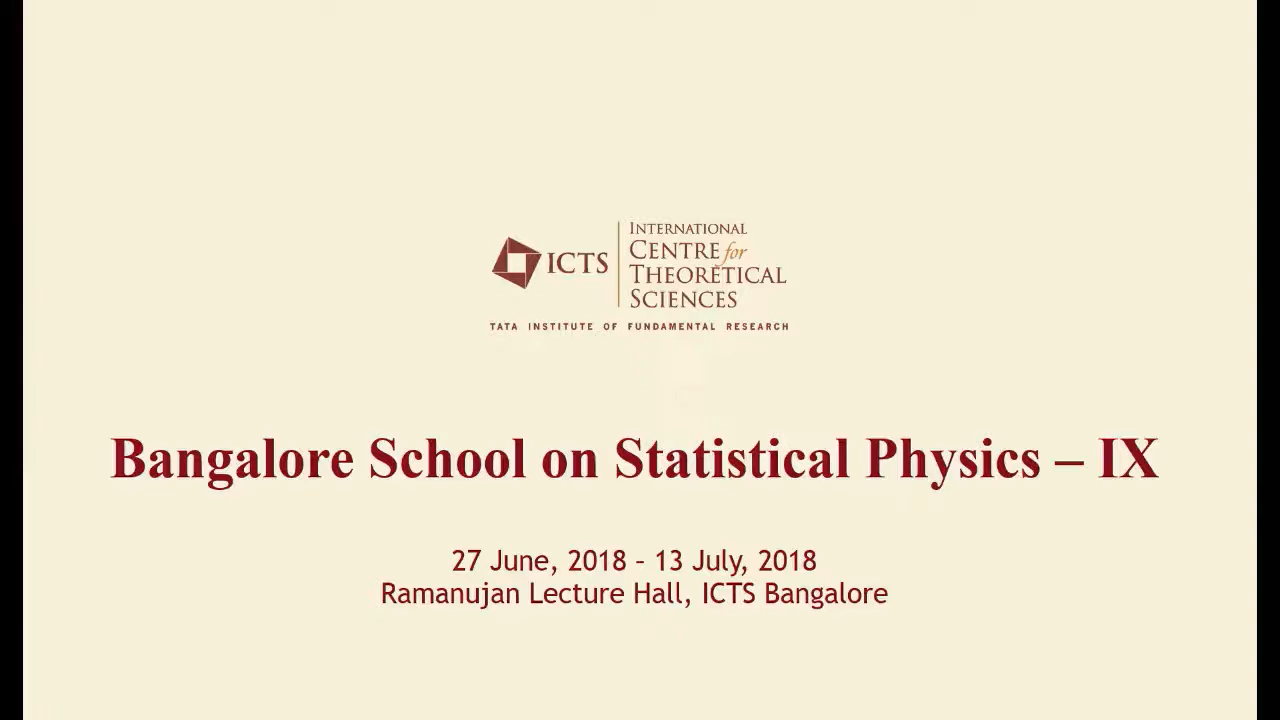 ICTS
INTERNATIONAL
CENTRE for
THEORETICAL
SCIENCES
TATA INSTITUTE OF FUNDAMENTAL RESEARCH
Bangalore School on Statistical Physics – IX
27 June, 2018 – 13 July, 2018
Ramanujan Lecture Hall, ICTS Bangalore